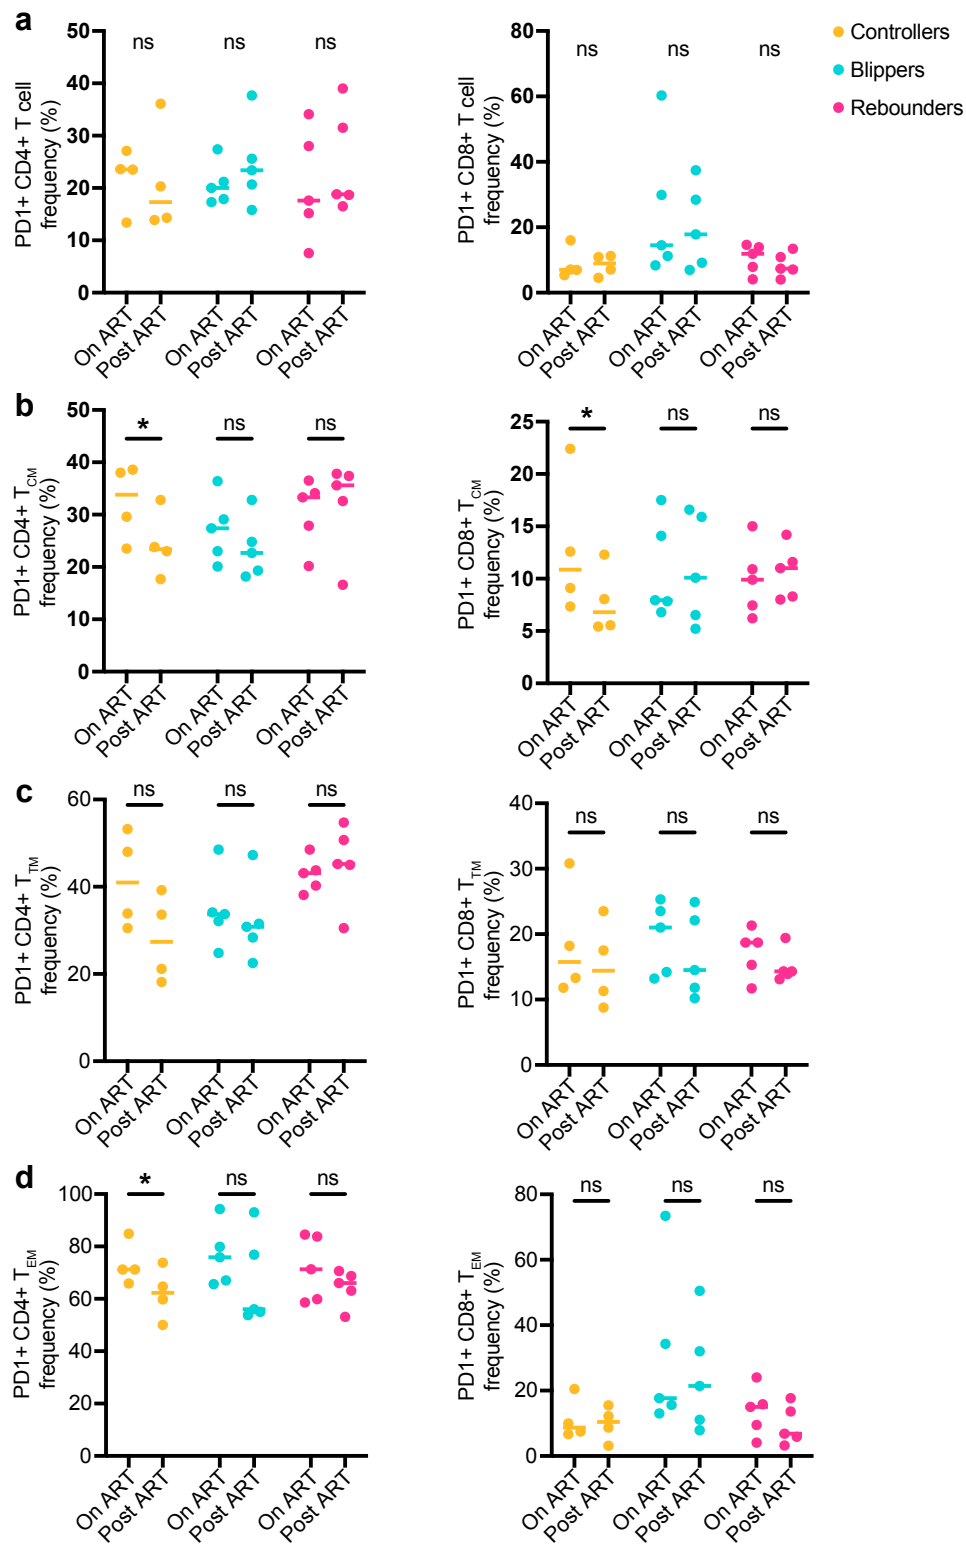 a
PD1+ CD4+ T cell
frequency (%)
50
40
30
20
10
0
ns ns ns
On ART Post ART On ART Post ART On ART Post ART
PD1+ CD8+ T cell
frequency (%)
80
60
40
20
0
ns ns ns
On ART Post ART On ART Post ART On ART Post ART
Controllers
Blippers
Rebounders
b
PD1+ CD4+ TCM
frequency (%)
50
40
30
20
10
0
* ns ns
On ART Post ART On ART Post ART On ART Post ART
PD1+ CD8+ TCM
frequency (%)
25
20
15
10
5
0
* ns ns
On ART Post ART On ART Post ART On ART Post ART
c
PD1+ CD4+ TTM
frequency (%)
60
40
20
0
ns ns ns
On ART Post ART On ART Post ART On ART Post ART
PD1+ CD8+ TTM
frequency (%)
40
30
20
10
0
ns ns ns
On ART Post ART On ART Post ART On ART Post ART
d
PD1+ CD4+ TEM
frequency (%)
100
80
60
40
20
0
* ns ns
On ART Post ART On ART Post ART On ART Post ART
PD1+ CD8+ TEM
frequency (%)
80
60
40
20
0
ns ns ns
On ART Post ART On ART Post ART On ART Post ART